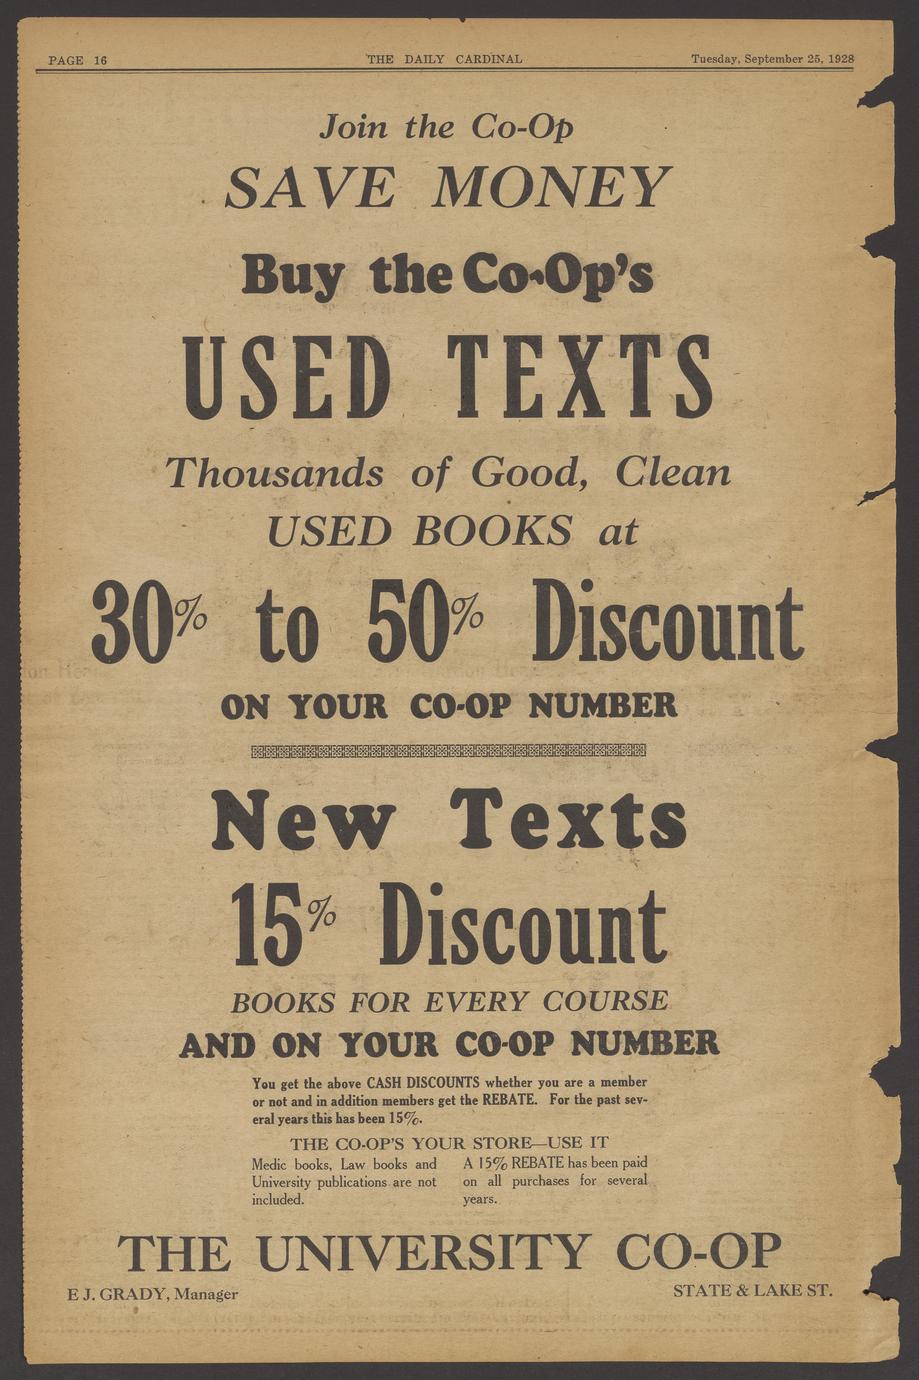 PAGE 16
THE DAILY CARDINAL
Tuesday, September 25, 1928
Join the Co-Op
SAVE MONEY
Buy the Co-Op's
USED TEXTS
Thousands of Good, Clean
USED BOOKS at
30% to 50% Discount
ON YOUR CO-OP NUMBER
New Texts
15% Discount
BOOKS FOR EVERY COURSE
AND ON YOUR CO-OP NUMBER
You get the above CASH DISCOUNTS whether you are a member
or not and in addition members get the REBATE. For the past sev-
eral years this has been 15%.
THE CO-OP'S YOUR STORE—USE IT
Medic books, Law books and
University publications are not
included.
A 15% REBATE has been paid
on all purchases for several
years.
THE UNIVERSITY CO-OP
E J. GRADY, Manager
STATE & LAKE ST.